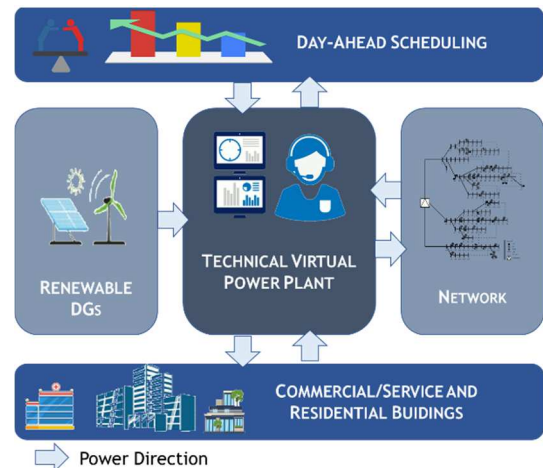 DAY-AHEAD SCHEDULING
RENEWABLE
DGS
TECHNICAL VIRTUAL
POWER PLANT
NETWORK
COMMERCIAL/SERVICE AND
RESIDENTIAL BUIDINGS
Power Direction